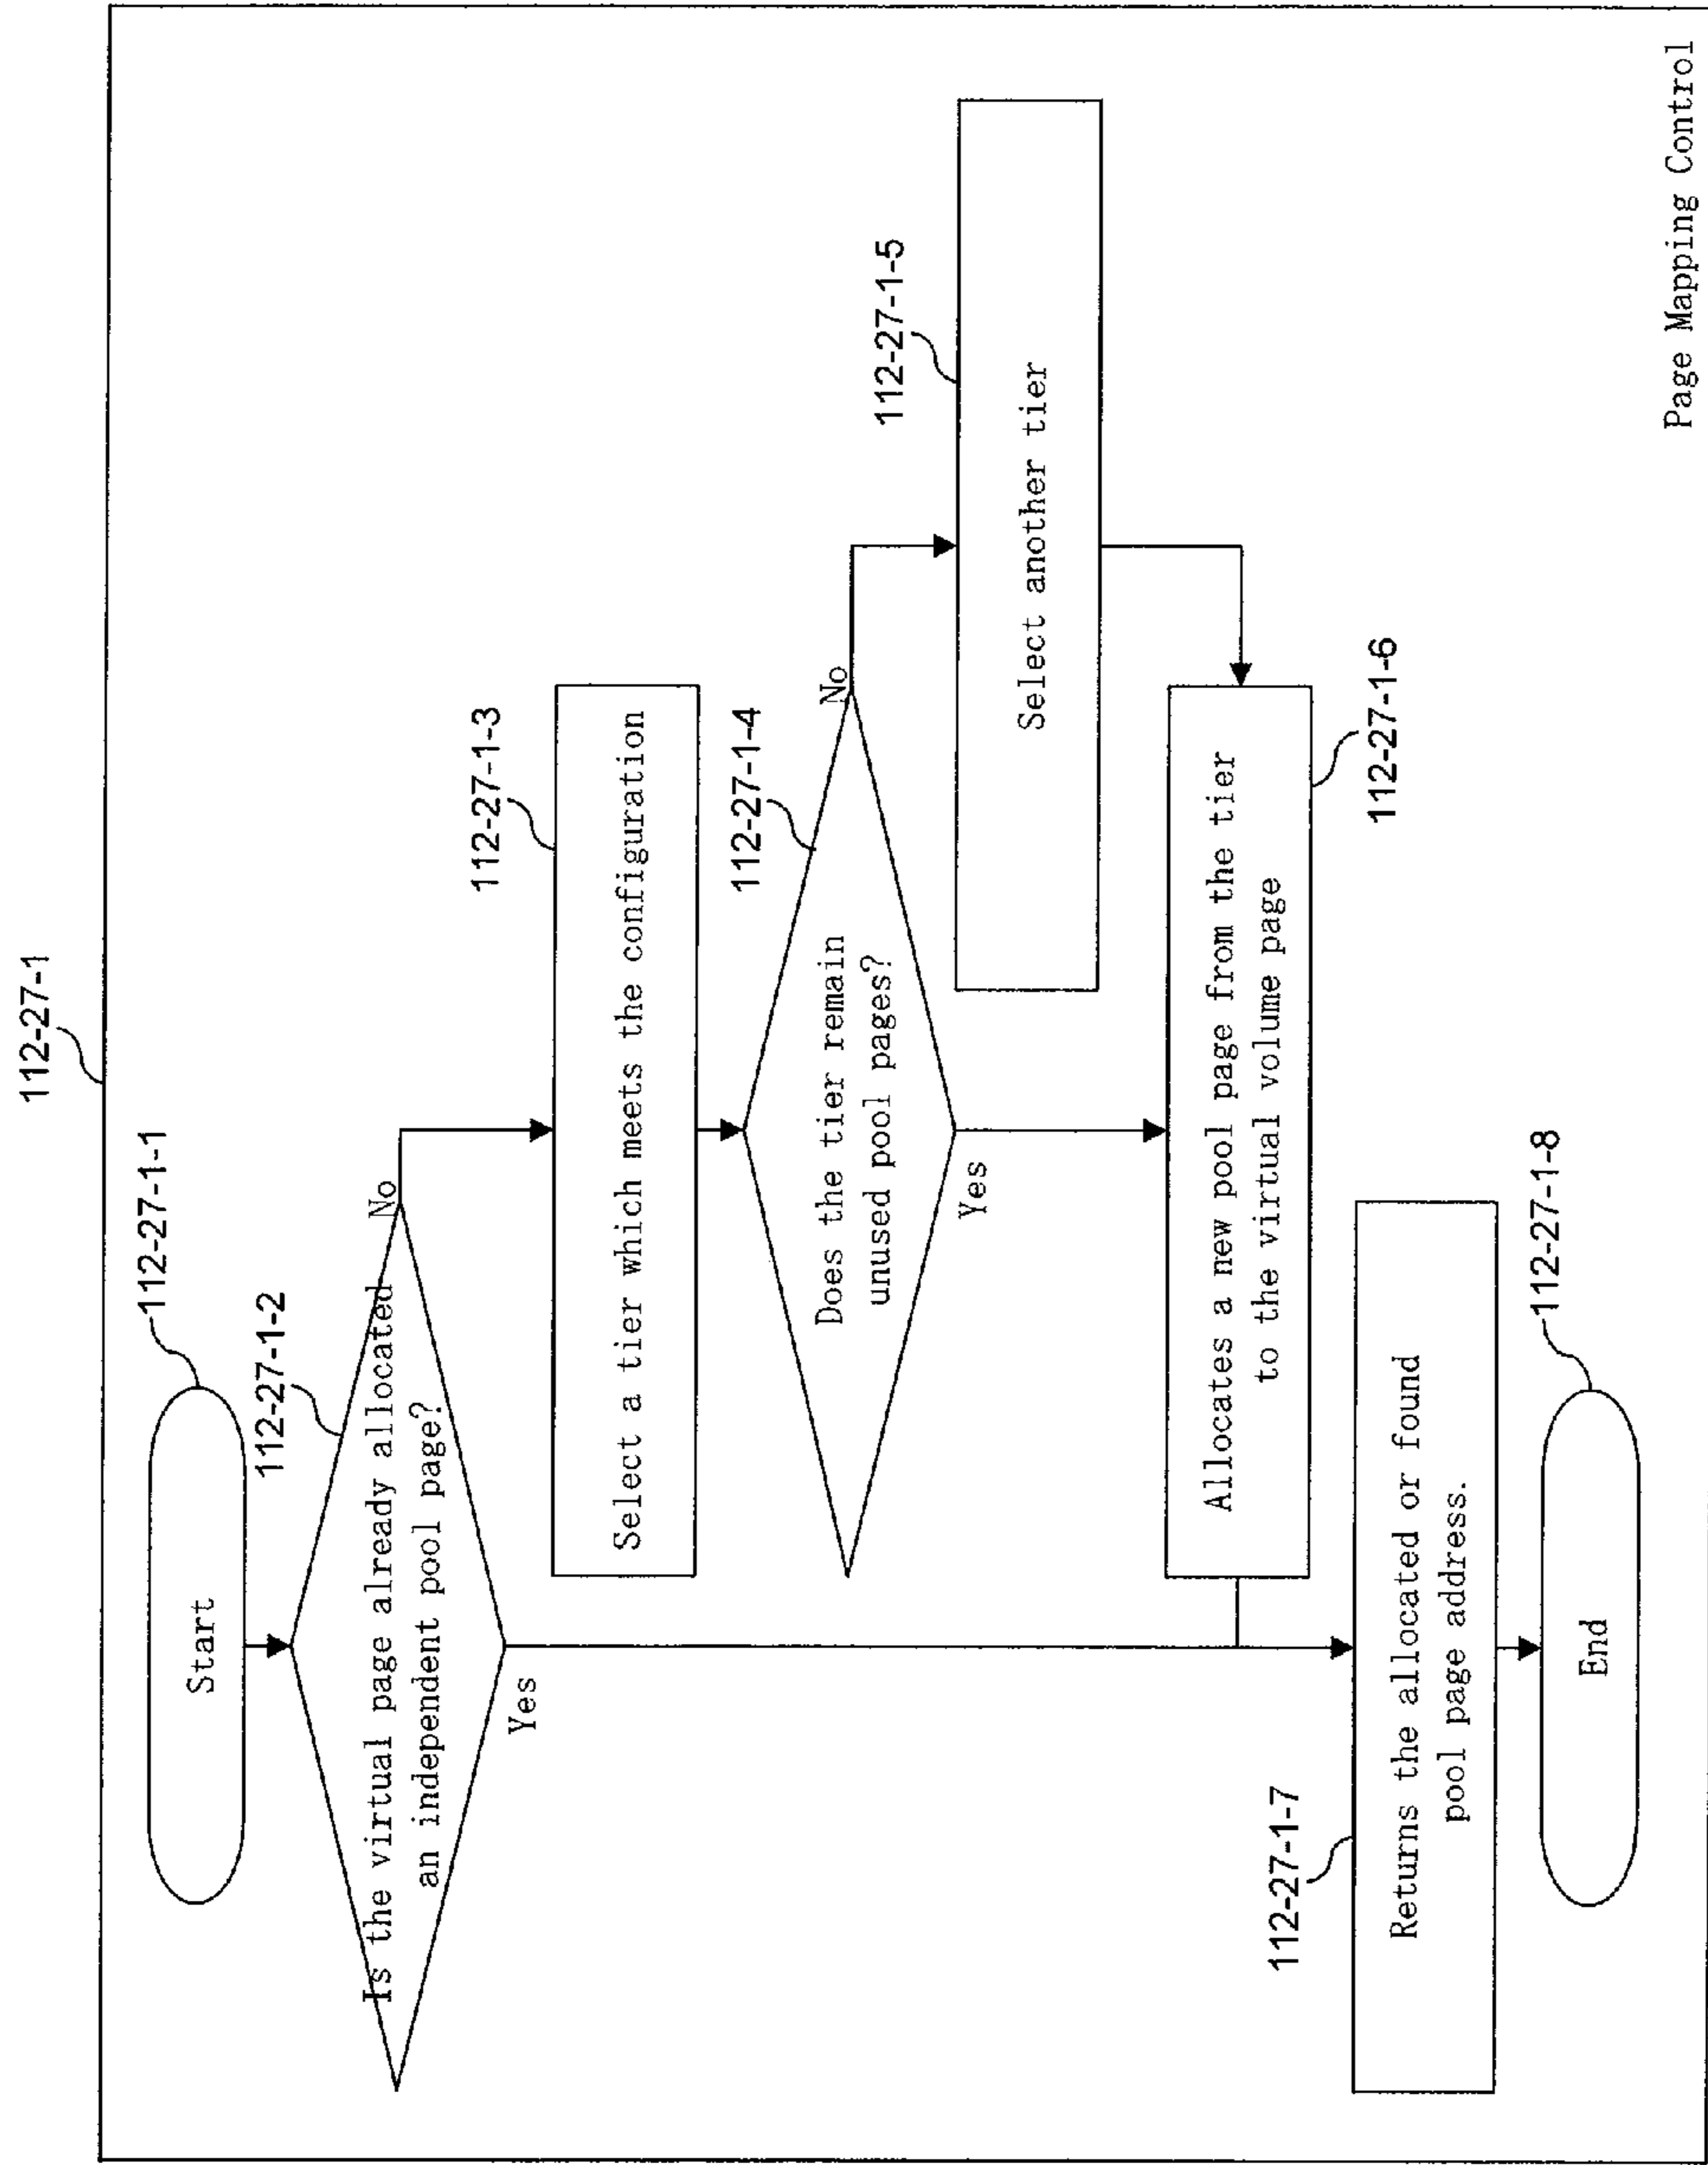 112-27-1
Start
112-27-1-1
112-27-1-2
Is the virtual page already allocated
an independent pool page?
No
Yes
112-27-1-3
Select a tier which meets the configuration
112-27-1-4
Does the tier remain
unused pool pages?
No
Yes
112-27-1-5
Select another tier
Allocates a new pool page from the tier
to the virtual volume page
112-27-1-6
112-27-1-7
Returns the allocated or found
pool page address.
End
112-27-1-8
Page Mapping Control